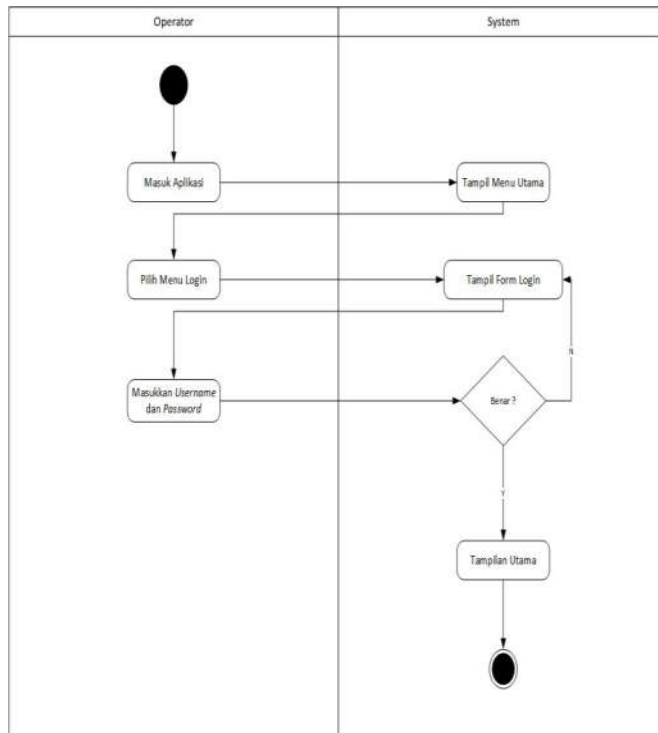 Operator
System
Masuk Aplikasi
Tampil Menu Utama
Pilih Menu Login
Tampil Form Login
N
Masukkan Username
dan Password
Benar ?
Y
Tampilan Utama